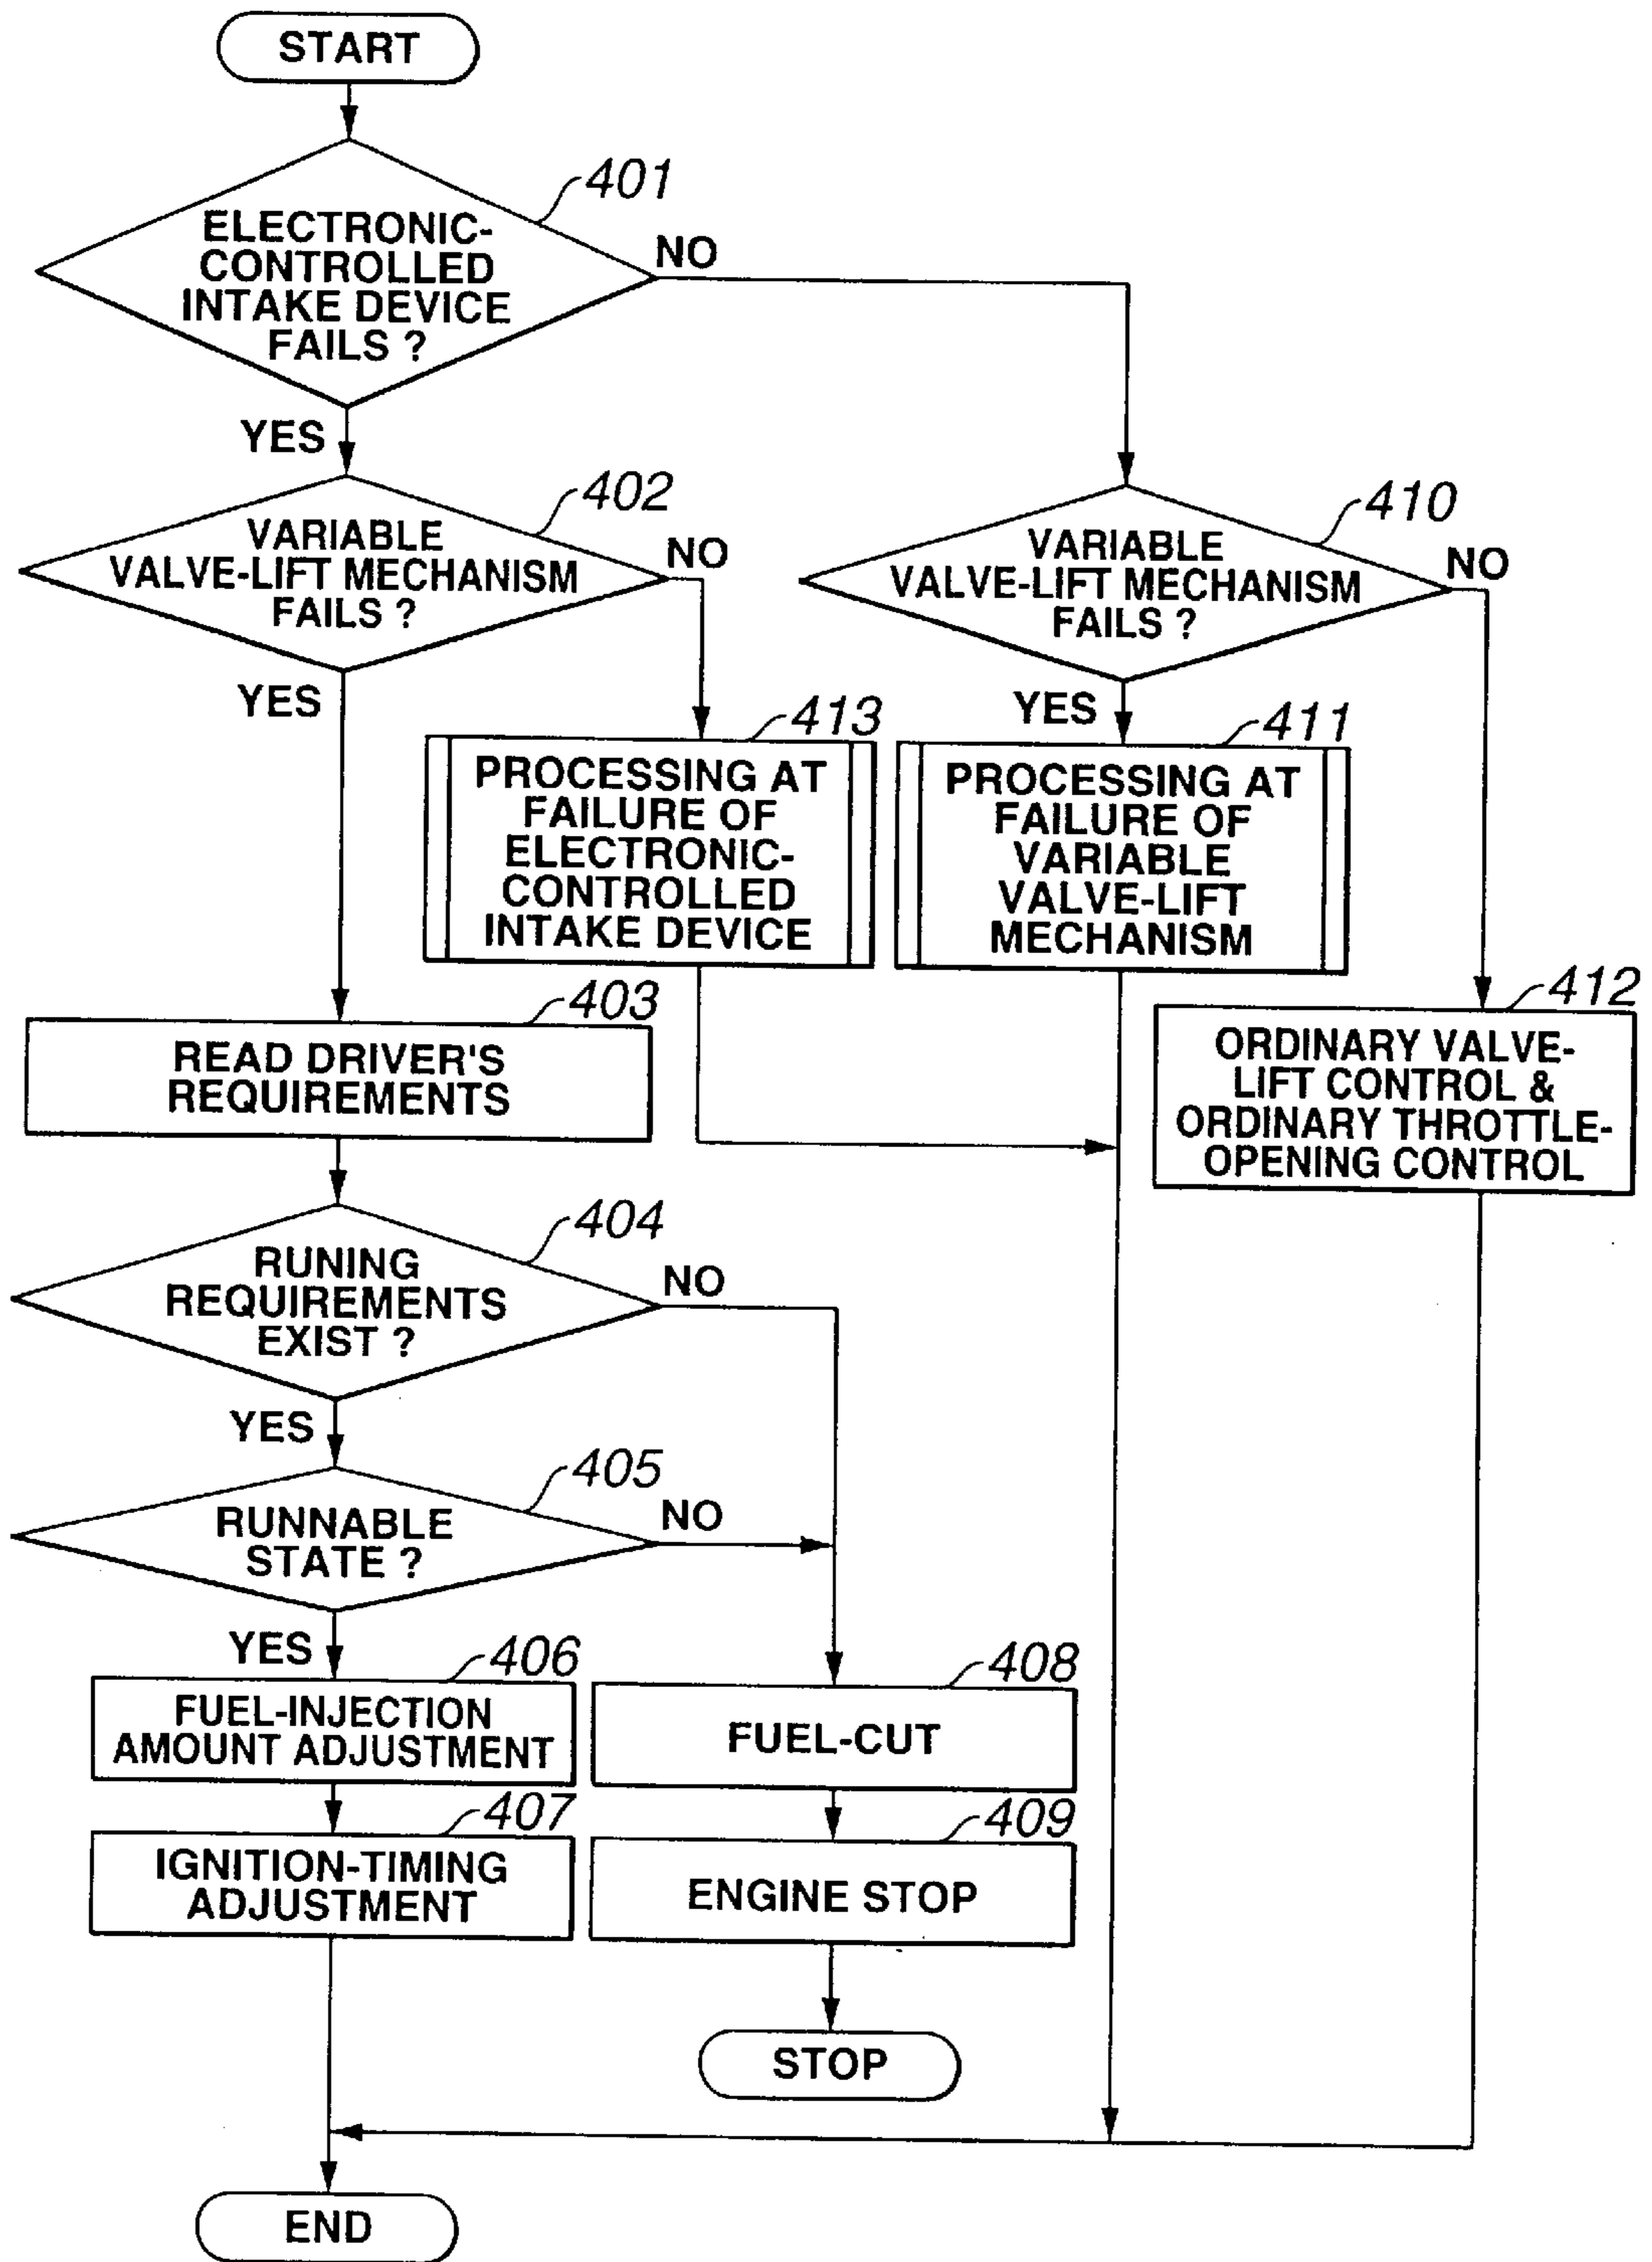 START
401
ELECTRONIC-
CONTROLLED
INTAKE DEVICE
FAILS ?
NO
YES
402
VARIABLE
VALVE-LIFT MECHANISM
FAILS ?
NO
YES
410
VARIABLE
VALVE-LIFT MECHANISM
FAILS ?
NO
YES
413
PROCESSING AT
FAILURE OF
ELECTRONIC-
CONTROLLED
INTAKE DEVICE
411
PROCESSING AT
FAILURE OF
VARIABLE
VALVE-LIFT
MECHANISM
412
ORDINARY VALVE-
LIFT CONTROL &
ORDINARY THROTTLE-
OPENING CONTROL
403
READ DRIVER'S
REQUIREMENTS
404
RUNING
REQUIREMENTS
EXIST ?
NO
YES
405
RUNNABLE
STATE ?
NO
YES
406
FUEL-INJECTION
AMOUNT ADJUSTMENT
408
FUEL-CUT
407
IGNITION-TIMING
ADJUSTMENT
409
ENGINE STOP
STOP
END